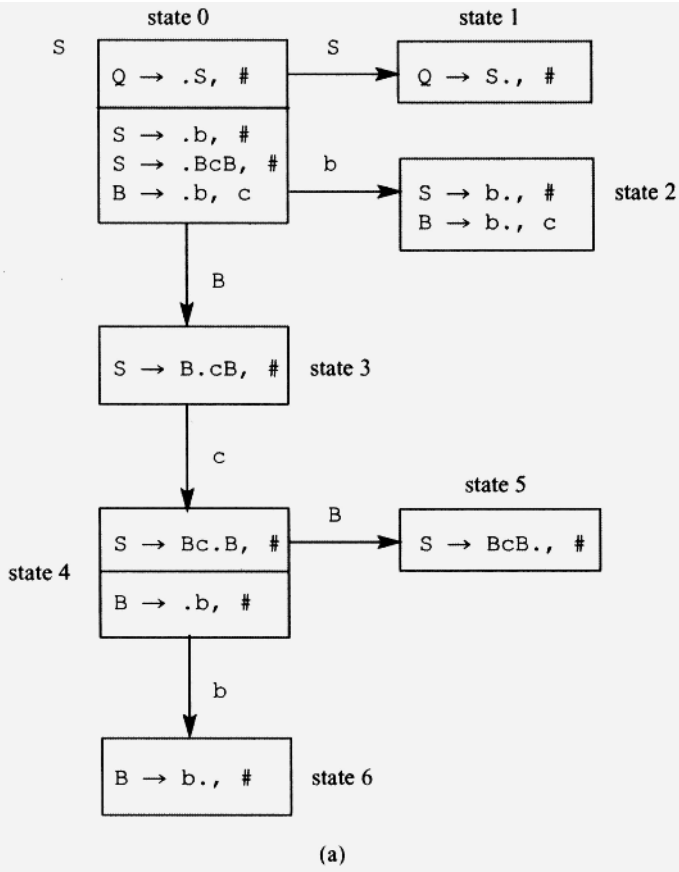 state 0
state 1
S
Q → .S, #
S
Q → S., #
S → .b, #
S → .BcB, #
B → .b, c
b
S → b., #
B → b., c
state 2
B
S → B.cB, #
state 3
c
state 5
S → Bc.B, #
B
S → BcB., #
state 4
B → .b, #
b
B → b., #
state 6
(a)